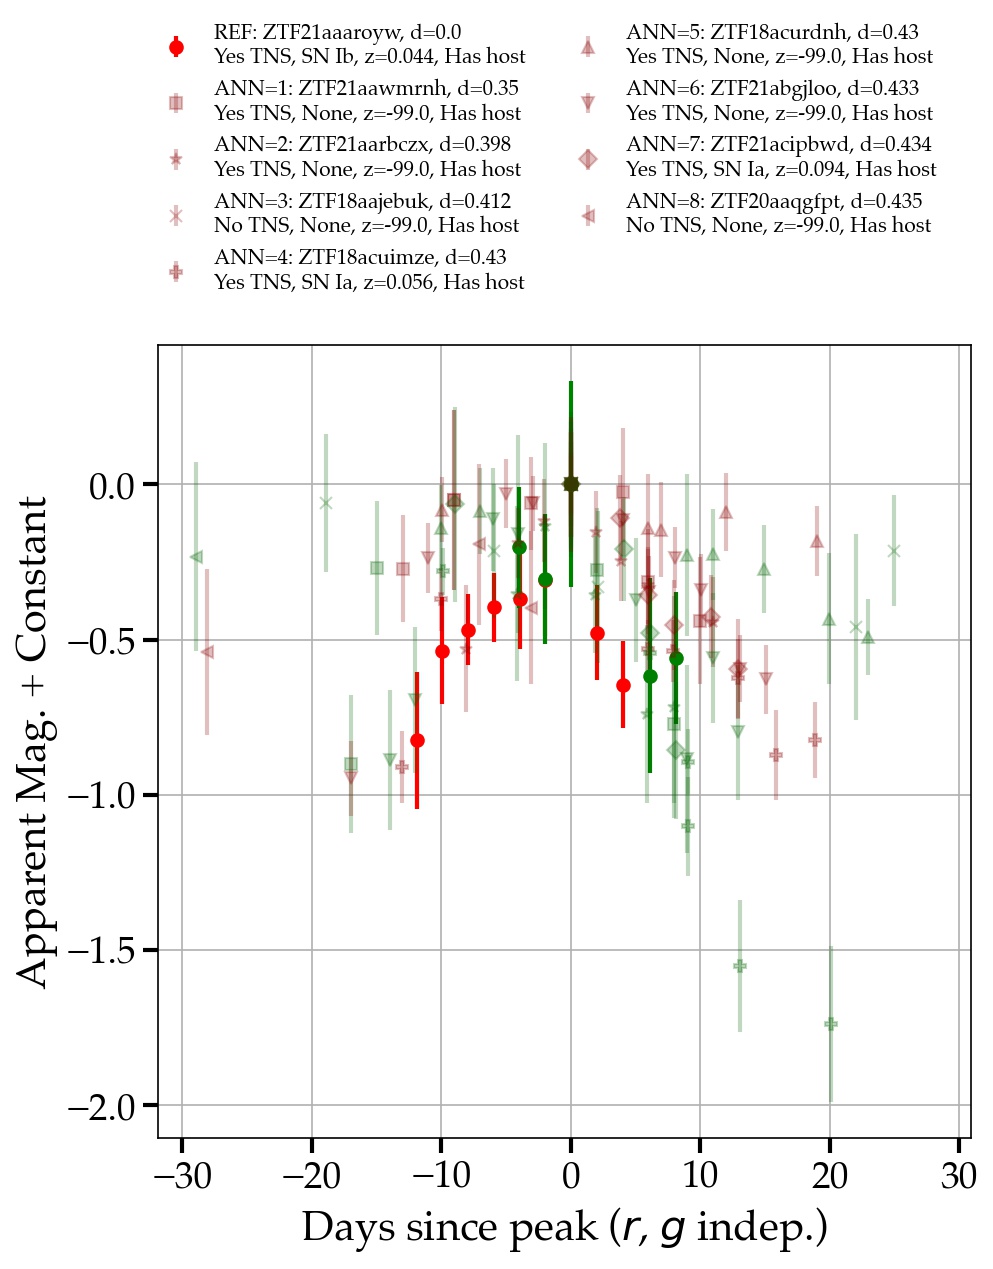 REF: ZTF21aaaroyw, d=0.0
Yes TNS, SN Ib, z=0.044, Has host
ANN=1: ZTF21aawmrnh, d=0.35
Yes TNS, None, z=-99.0, Has host
ANN=2: ZTF21aarbczx, d=0.398
Yes TNS, None, z=-99.0, Has host
ANN=3: ZTF18aajebuk, d=0.412
No TNS, None, z=-99.0, Has host
ANN=4: ZTF18acuimze, d=0.43
Yes TNS, SN Ia, z=0.056, Has host
ANN=5: ZTF18acurdnh, d=0.43
Yes TNS, None, z=-99.0, Has host
ANN=6: ZTF21abgjloo, d=0.433
Yes TNS, None, z=-99.0, Has host
ANN=7: ZTF21acipbwd, d=0.434
Yes TNS, SN Ia, z=0.094, Has host
ANN=8: ZTF20aaqgfpt, d=0.435
No TNS, None, z=-99.0, Has host
Apparent Mag. + Constant
0.0
−0.5
−1.0
−1.5
−2.0
−30 −20 −10 0 10 20 30
Days since peak (r, g indep.)